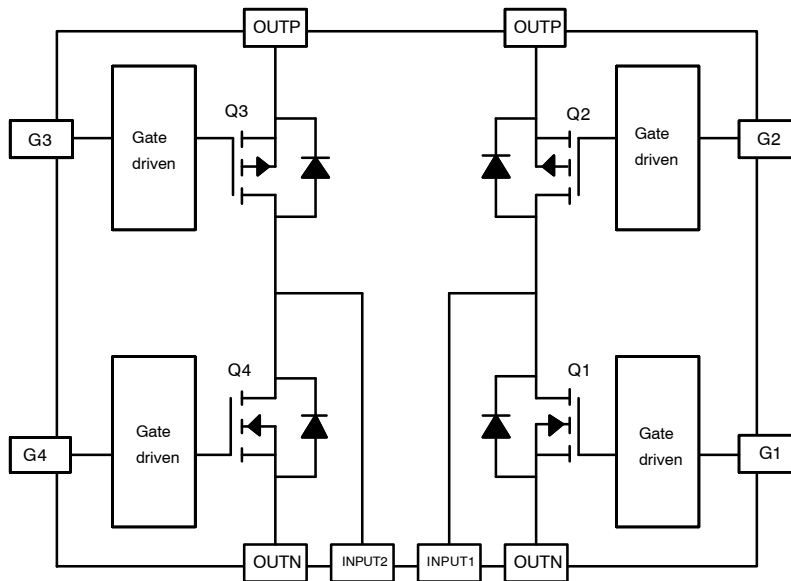 OUTP
OUTP
Q3
Q2
G3
Gate
driven
Gate
driven
G2
Q4
Q1
G4
Gate
driven
Gate
driven
G1
OUTN
INPUT2
INPUT1
OUTN